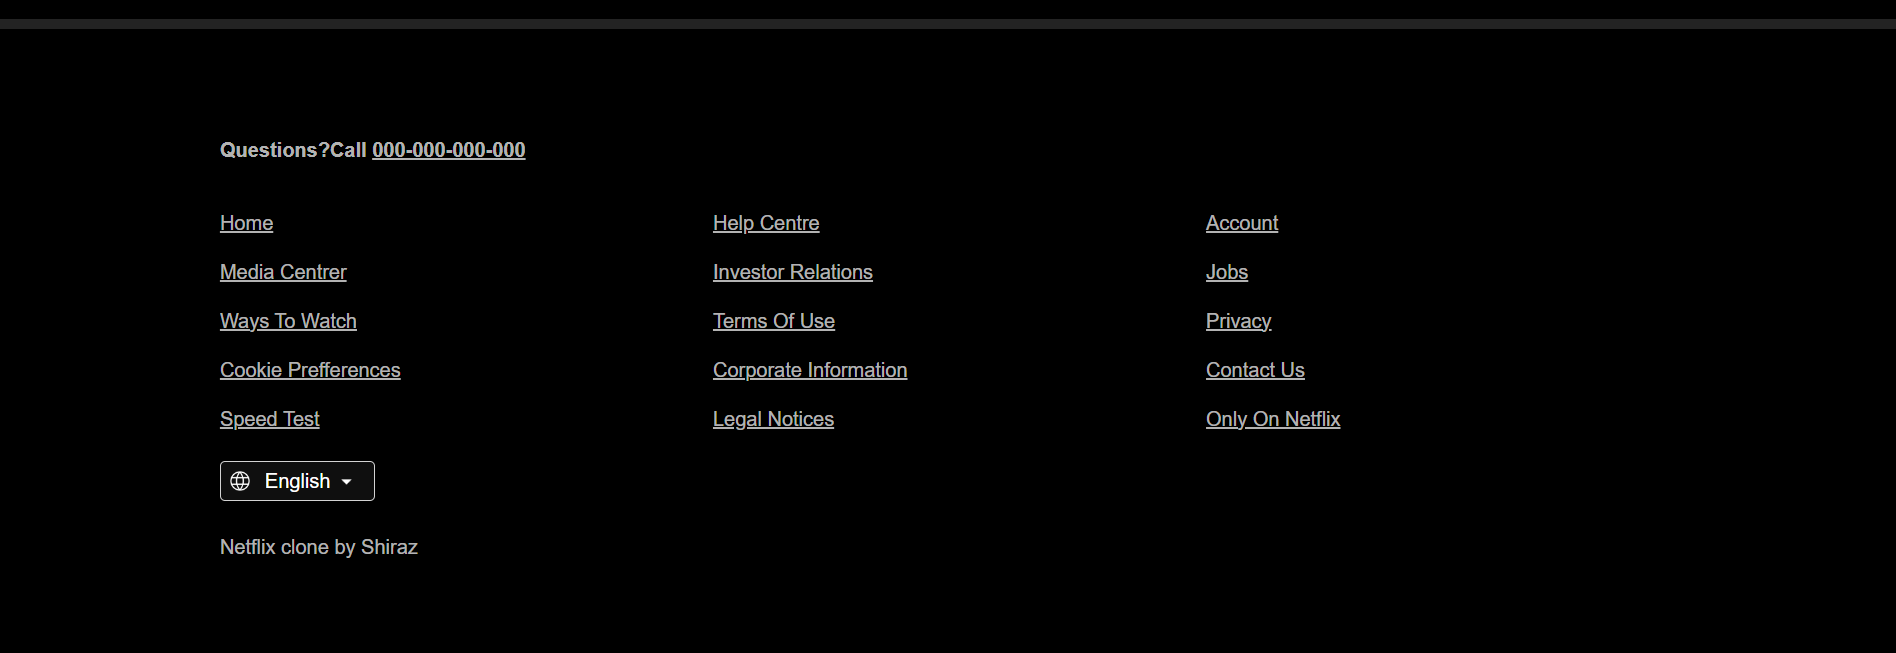 Questions?Call 000-000-000-000
Home
Help Centre
Account
Media Centrer
Investor Relations
Jobs
Ways To Watch
Terms Of Use
Privacy
Cookie Prefferences
Corporate Information
Contact Us
Speed Test
Legal Notices
Only On Netflix
English
Netflix clone by Shiraz